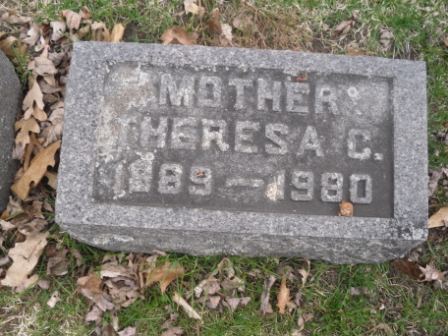 MOTHER
THERESA C.
1889 – 1980